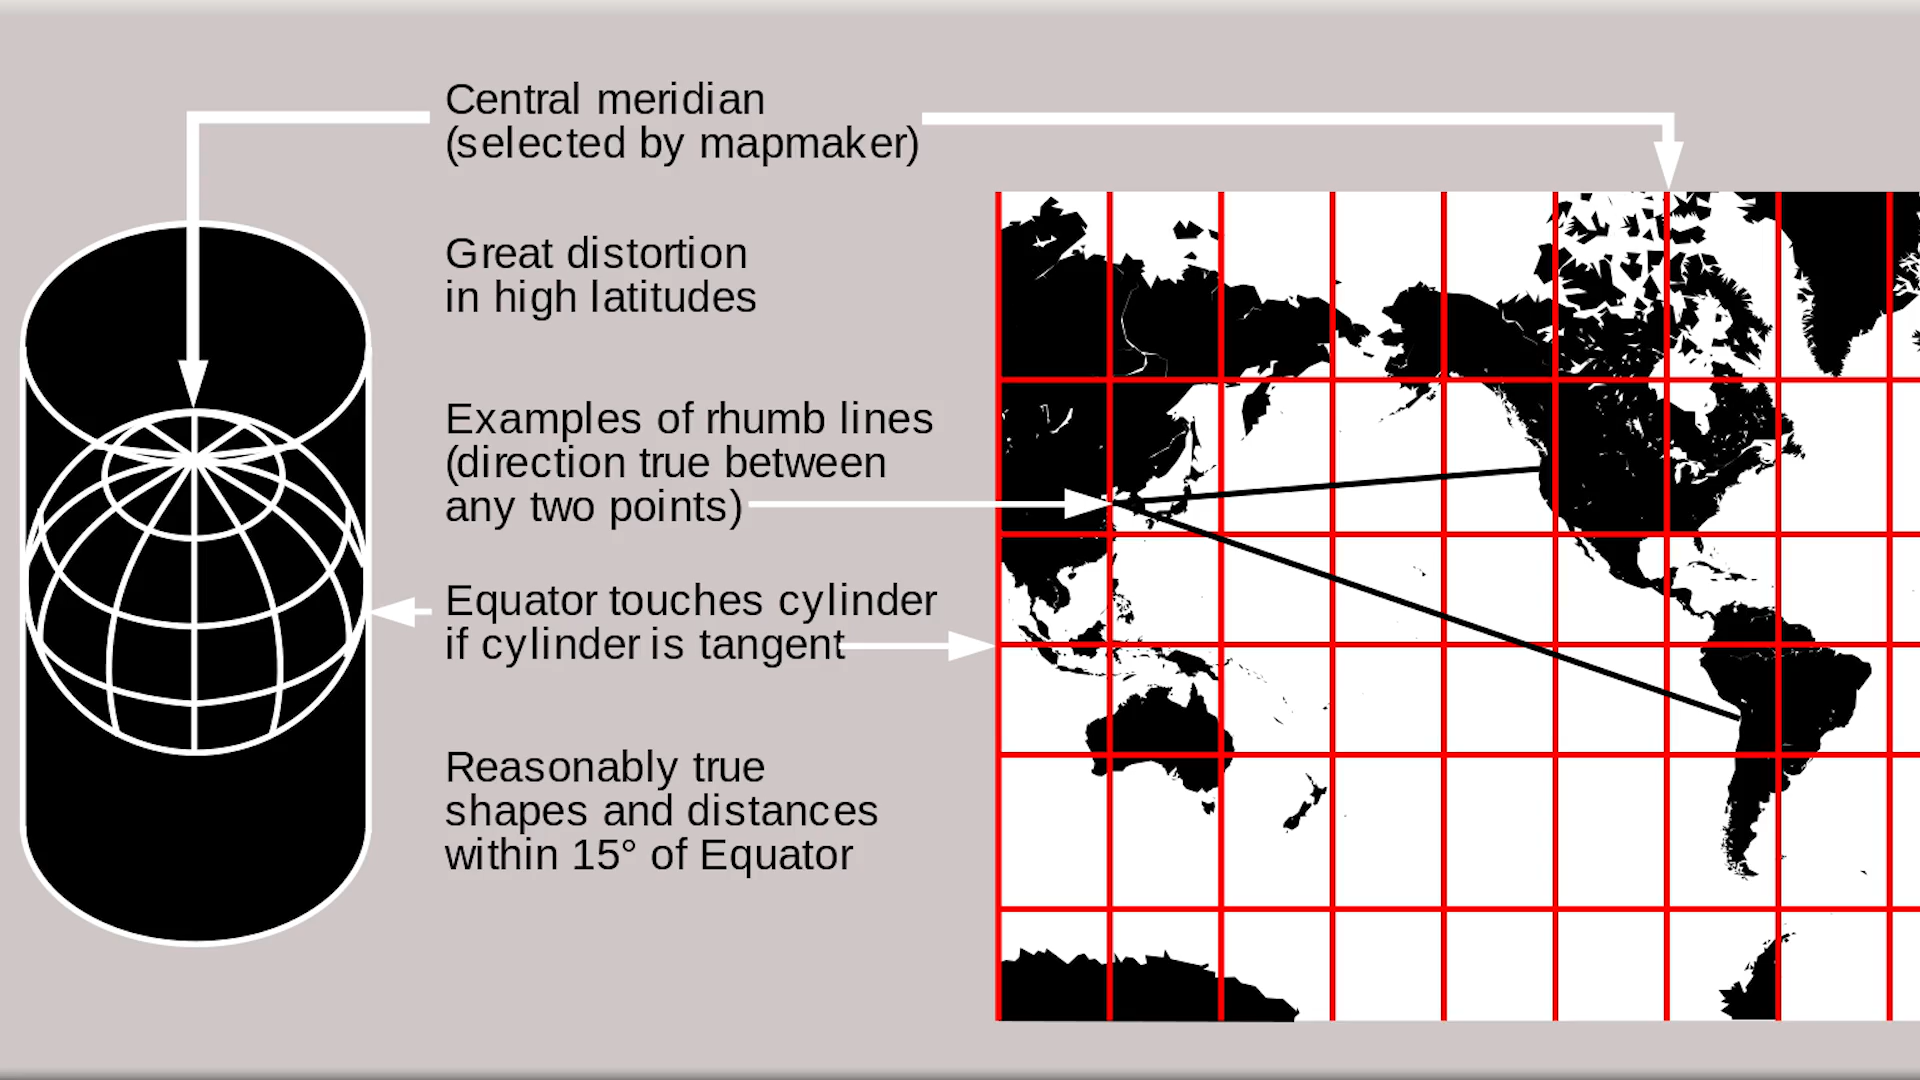 Central meridian
(selected by mapmaker)
Great distortion
in high latitudes
Examples of rhumb lines
(direction true between
any two points)
Equator touches cylinder
if cylinder is tangent
Reasonably true
shapes and distances
within 15° of Equator